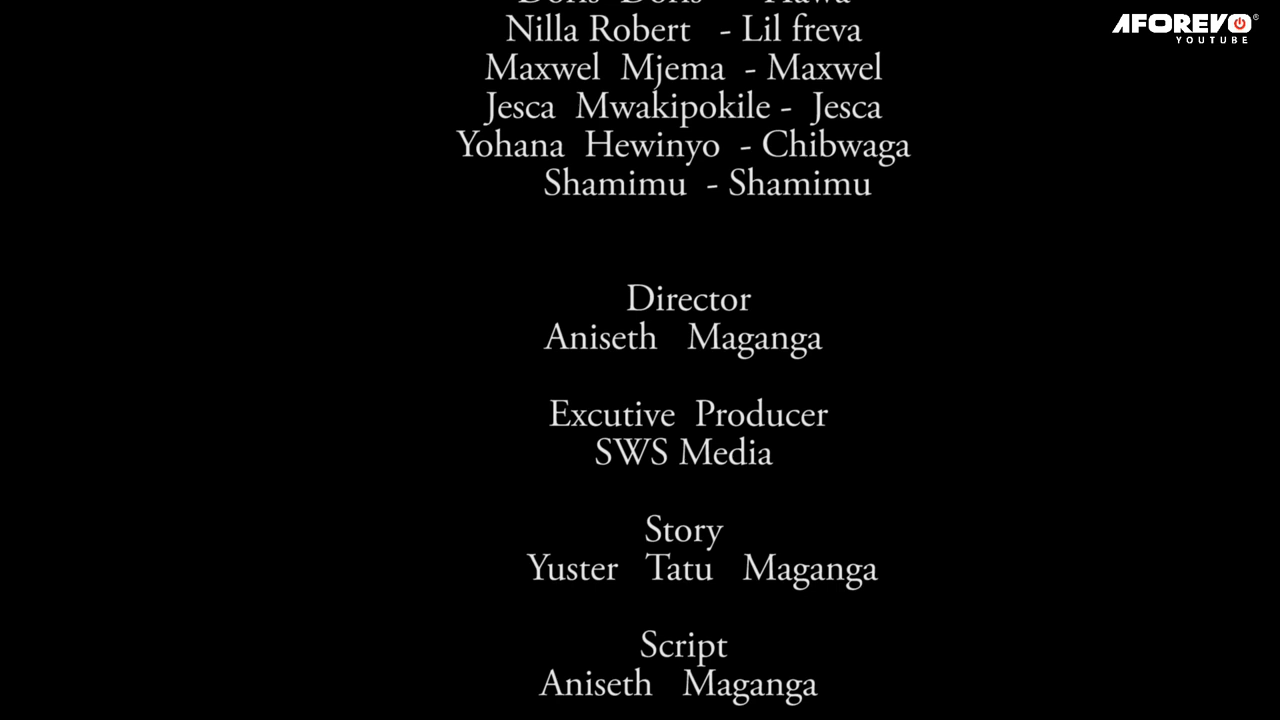 AFOREVO
YOUTUBE
Nilla Robert - Lil freva
Maxwel Mjema - Maxwel
Jesca Mwakipokile - Jesca
Yohana Hewinyo - Chibwaga
Shamimu - Shamimu
Director
Aniseth Maganga
Excutive Producer
SWS Media
Story
Yuster Tatu Maganga
Script
Aniseth Maganga